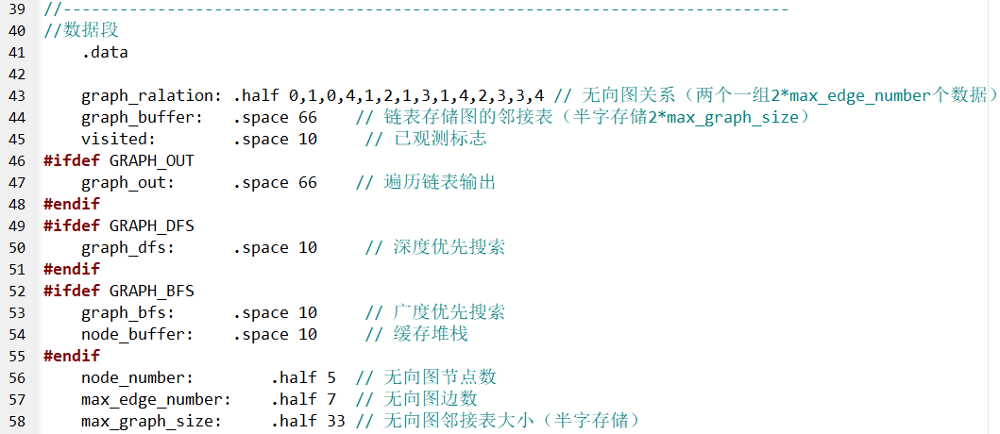 39 //-----------------------------------------------------------------------------
40 //数据段
41     .data
42
43     graph_ralation: .half 0,1,0,4,1,2,1,3,1,4,2,3,3,4 // 无向图关系（两个一组2*max_edge_number个数据）
44     graph_buffer:   .space 66    // 链表存储图的邻接表（半字存储2*max_graph_size）
45     visited:        .space 10     // 已观测标志
46 #ifdef GRAPH_OUT
47     graph_out:      .space 66    // 遍历链表输出
48 #endif
49 #ifdef GRAPH_DFS
50     graph_dfs:      .space 10     // 深度优先搜索
51 #endif
52 #ifdef GRAPH_BFS
53     graph_bfs:      .space 10     // 广度优先搜索
54     node_buffer:    .space 10     // 缓存堆栈
55 #endif
56     node_number:        .half 5  // 无向图节点数
57     max_edge_number:    .half 7  // 无向图边数
58     max_graph_size:     .half 33 // 无向图邻接表大小（半字存储）